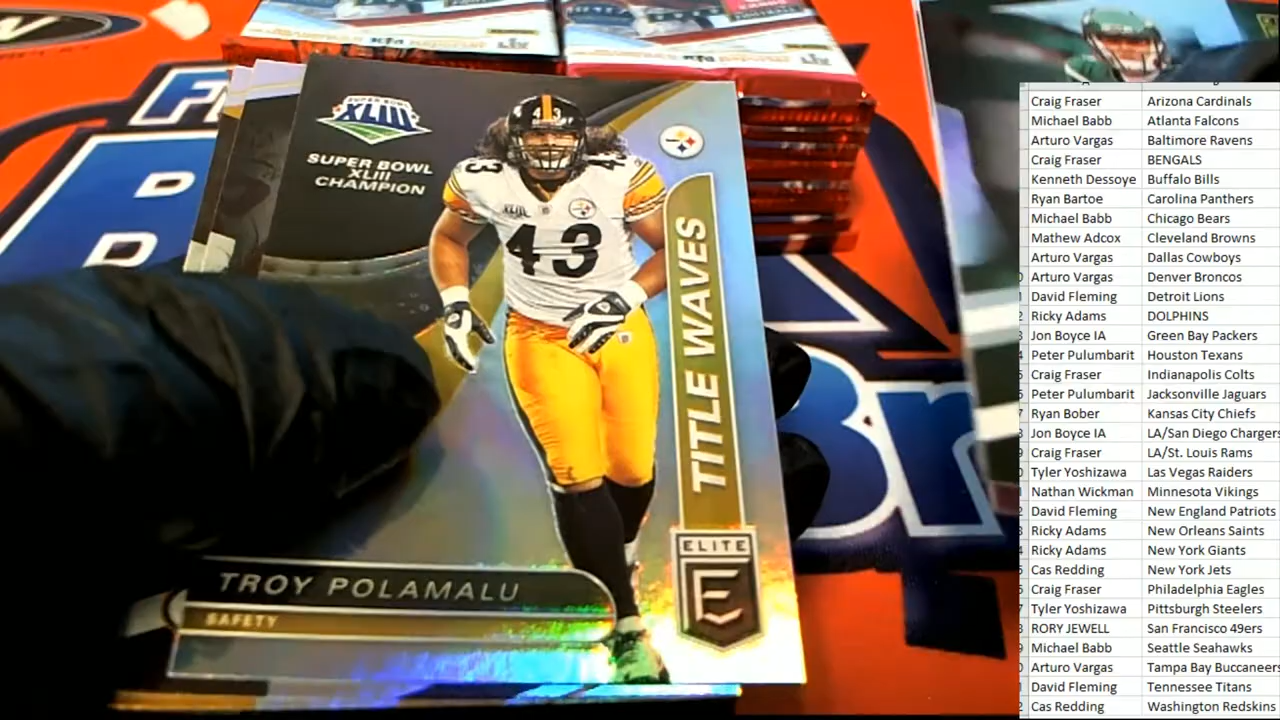 SUPER BOWL
XLIII
SUPER BOWL
XLIII
CHAMPION
43
43
TITLE WAVES
ELITE
E
TROY POLAMALU
SAFETY
Craig Fraser Arizona Cardinals
Michael Babb Atlanta Falcons
Arturo Vargas Baltimore Ravens
Craig Fraser BENGALS
Kenneth Dessoye Buffalo Bills
Ryan Bartoe Carolina Panthers
Michael Babb Chicago Bears
Mathew Adcox Cleveland Browns
Arturo Vargas Dallas Cowboys
Arturo Vargas Denver Broncos
David Fleming Detroit Lions
Ricky Adams DOLPHINS
Jon Boyce IA Green Bay Packers
Peter Pulumbarit Houston Texans
Craig Fraser Indianapolis Colts
Peter Pulumbarit Jacksonville Jaguars
Ryan Bober Kansas City Chiefs
Jon Boyce IA LA/San Diego Chargers
Craig Fraser LA/St. Louis Rams
Tyler Yoshizawa Las Vegas Raiders
Nathan Wickman Minnesota Vikings
David Fleming New England Patriots
Ricky Adams New Orleans Saints
Ricky Adams New York Giants
Cas Redding New York Jets
Craig Fraser Philadelphia Eagles
Tyler Yoshizawa Pittsburgh Steelers
RORY JEWELL San Francisco 49ers
Michael Babb Seattle Seahawks
Arturo Vargas Tampa Bay Buccaneers
David Fleming Tennessee Titans
Cas Redding Washington Redskins